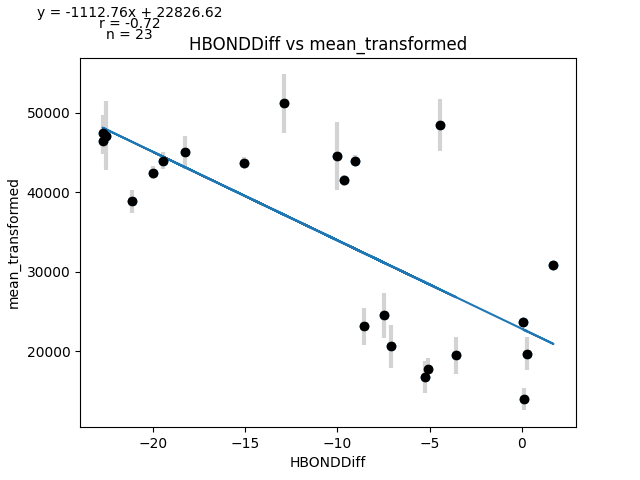 y = -1112.76x + 22826.62
r = -0.72
n = 23
HBONDDiff vs mean_transformed
mean_transformed
50000
40000
30000
20000
−20
−15
−10
−5
0
HBONDDiff